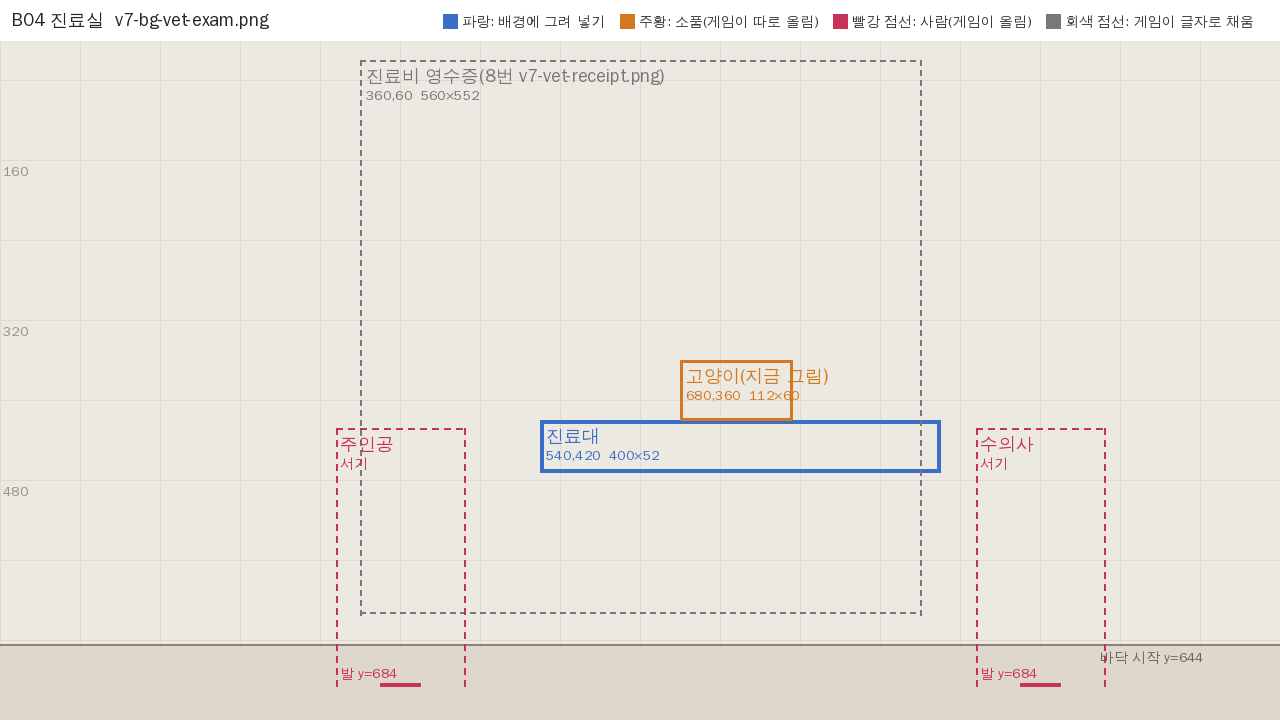 B04 진료실 v7-bg-vet-exam.png
파랑: 배경에 그려 넣기
주황: 소품(게임이 따로 올림)
빨강 점선: 사람(게임이 올림)
회색 점선: 게임이 글자로 채움
진료비 영수증(8번 v7-vet-receipt.png)
360,60 560×552
160
320
고양이(지금 그림)
680,360 112×60
진료대
540,420 400×52
주인공
서기
수의사
서기
480
바닥 시작 y=644
발 y=684
발 y=684